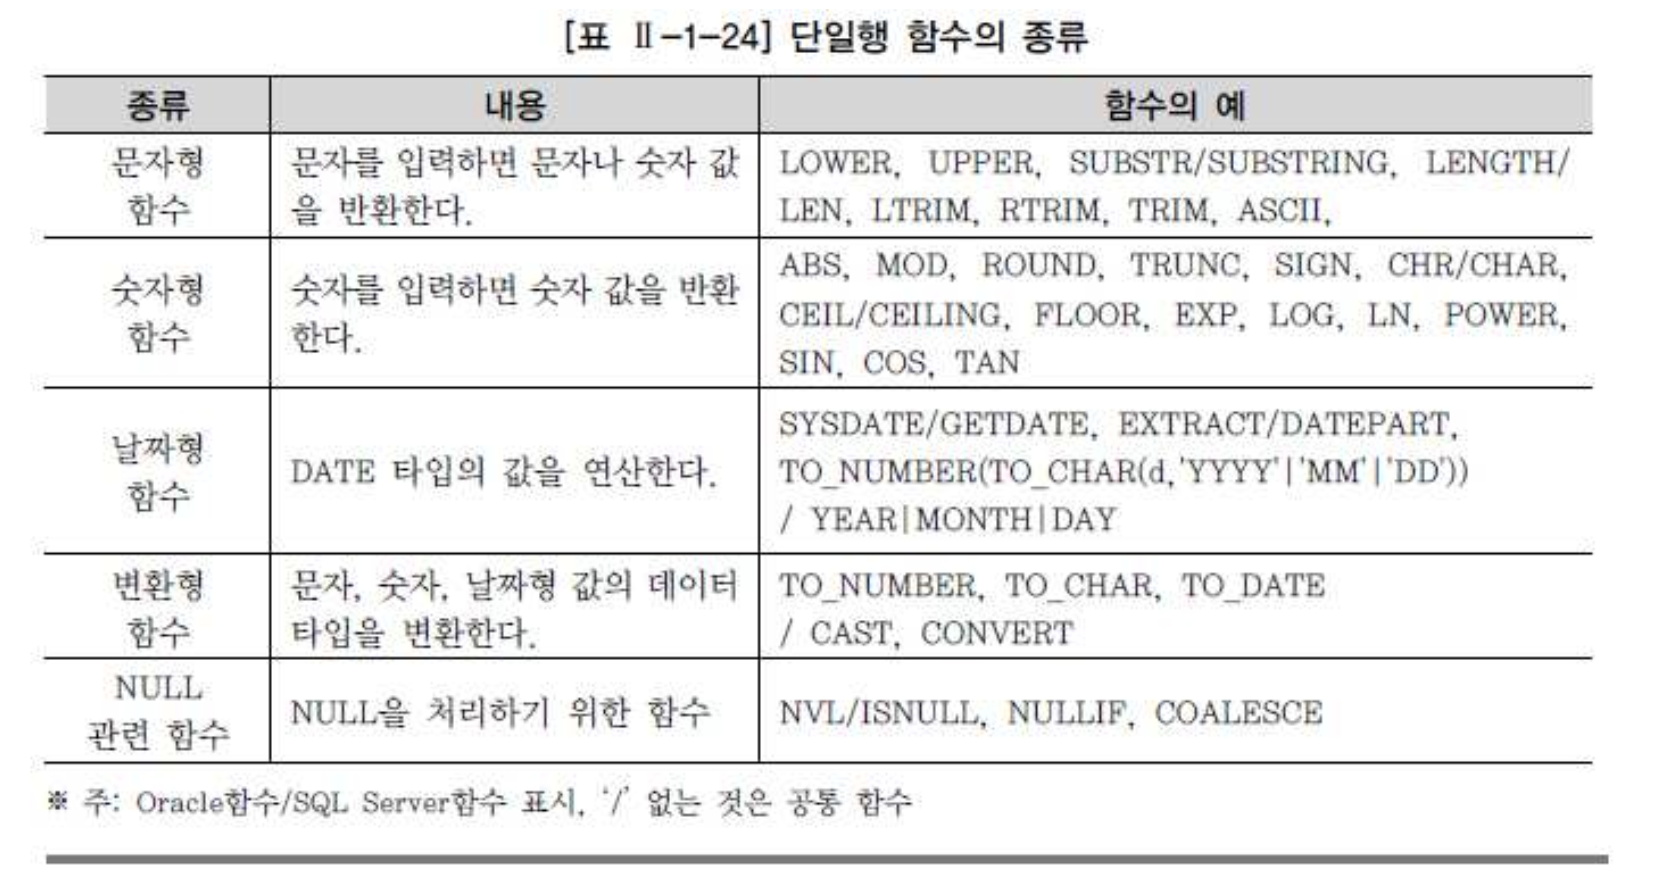 [표 Ⅱ-1-24] 단일행 함수의 종류
종류 내용 함수의 예
문자형 함수
문자를 입력하면 문자나 숫자 값
을 반환한다.
LOWER, UPPER, SUBSTR/SUBSTRING, LENGTH/
LEN, LTRIM, RTRIM, TRIM, ASCII,
숫자형 함수
숫자를 입력하면 숫자 값을 반환
한다.
ABS, MOD, ROUND, TRUNC, SIGN, CHR/CHAR,
CEIL/CEILING, FLOOR, EXP, LOG, LN, POWER,
SIN, COS, TAN
날짜형
함수
DATE 타입의 값을 연산한다.
SYSDATE/GETDATE, EXTRACT/DATEPART,
TO_NUMBER(TO_CHAR(d,'YYYY'|'MM'|'DD'))
/ YEAR|MONTH|DAY
변환형
함수
문자, 숫자, 날짜형 값의 데이터
타입을 변환한다.
TO_NUMBER, TO_CHAR, TO_DATE
/ CAST, CONVERT
NULL
관련 함수
NULL을 처리하기 위한 함수
NVL/ISNULL, NULLIF, COALESCE
※ 주: Oracle함수/SQL Server함수 표시, '/' 없는 것은 공통 함수